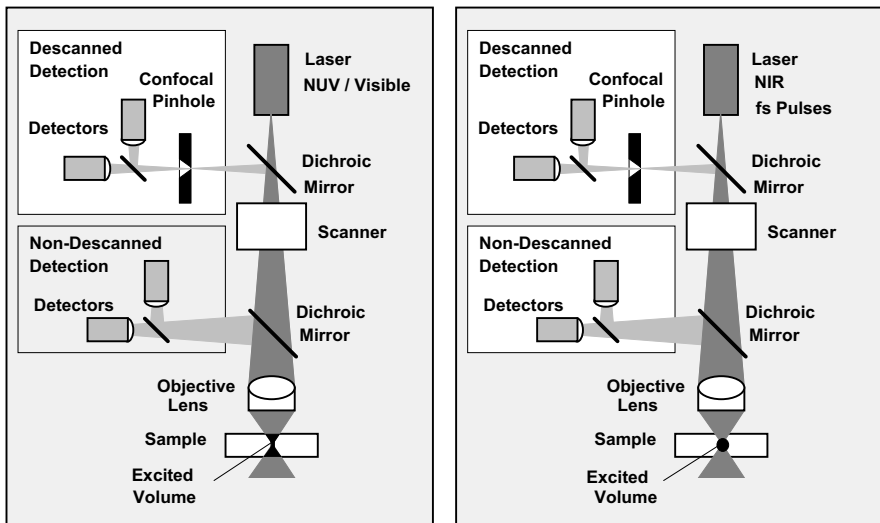 Descanned
Detection
Confocal
Pinhole
Detectors
Laser
NUV / Visible
Dichroic
Mirror
Scanner
Non-Descanned
Detection
Detectors
Dichroic
Mirror
Objective
Lens
Sample
Excited
Volume
Descanned
Detection
Confocal
Pinhole
Detectors
Laser
NIR
fs Pulses
Dichroic
Mirror
Scanner
Non-Descanned
Detection
Detectors
Dichroic
Mirror
Objective
Lens
Sample
Excited
Volume